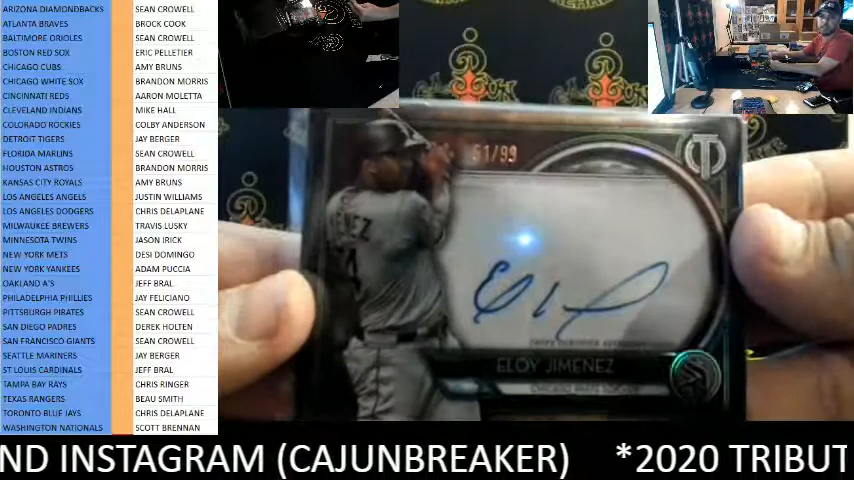 ARIZONA DIAMONDBACKS SEAN CROWELL
ATLANTA BRAVES BROCK COOK
BALTIMORE ORIOLES SEAN CROWELL
BOSTON RED SOX ERIC PELLETIER
CHICAGO CUBS AMY BRUNS
CHICAGO WHITE SOX BRANDON MORRIS
CINCINATTI REDS AARON MOLETTA
CLEVELAND INDIANS MIKE HALL
COLORADO ROCKIES COLBY ANDERSON
DETROIT TIGERS JAY BERGER
FLORIDA MARLINS SEAN CROWELL
HOUSTON ASTROS BRANDON MORRIS
KANSAS CITY ROYALS AMY BRUNS
LOS ANGELES ANGELS JUSTIN WILLIAMS
LOS ANGELES DODGERS CHRIS DELAPLANE
MILWAUKEE BREWERS TRAVIS LUSKY
MINNESOTA TWINS JASON IRICK
NEW YORK METS DESI DOMINGO
NEW YORK YANKEES ADAM PUCCIA
OAKLAND A'S JEFF BRAL
PHILADELPHIA PHILLIES JAY FELICIANO
PITTSBURGH PIRATES SEAN CROWELL
SAN DIEGO PADRES DEREK HOLTEN
SAN FRANCISCO GIANTS SEAN CROWELL
SEATTLE MARINERS JAY BERGER
ST LOUIS CARDINALS JEFF BRAL
TAMPA BAY RAYS CHRIS RINGER
TEXAS RANGERS BEAU SMITH
TORONTO BLUE JAYS CHRIS DELAPLANE
WASHINGTON NATIONALS SCOTT BRENNAN
51/99
ELOY JIMENEZ
CHICAGO WHITE SOX
ND INSTAGRAM (CAJUNBREAKER) *2020 TRIBUT